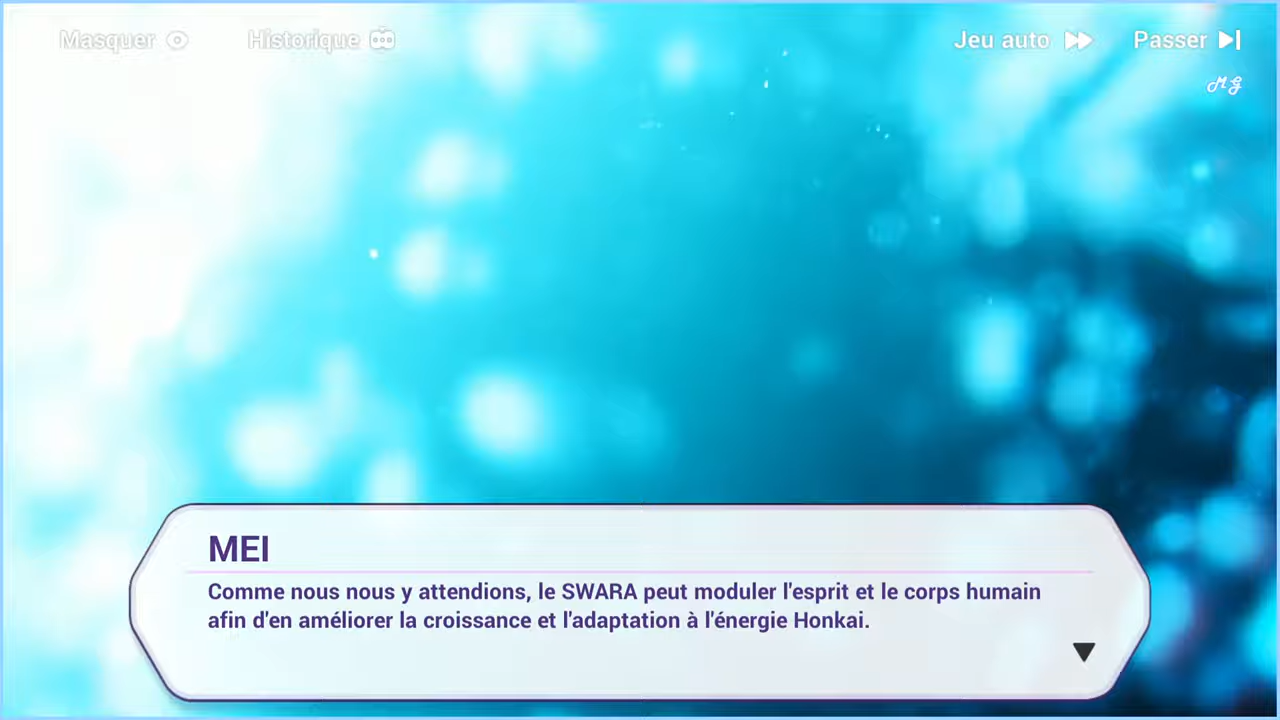 Masquer
Historique
Jeu auto
Passer
MG
MEI
Comme nous nous y attendions, le SWARA peut moduler l'esprit et le corps humain
afin d'en améliorer la croissance et l'adaptation à l'énergie Honkai.